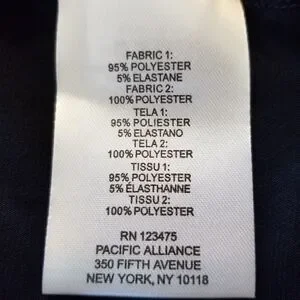 FABRIC 1:
95% POLYESTER
5% ELASTANE
FABRIC 2:
100% POLYESTER
TELA 1:
95% POLIESTER
5% ELASTANO
TELA 2:
100% POLYESTER
TISSU 1:
95% POLYESTER
5% ÉLASTHANNE
TISSU 2:
100% POLYESTER
RN 123475
PACIFIC ALLIANCE
350 FIFTH AVENUE
NEW YORK, NY 10118